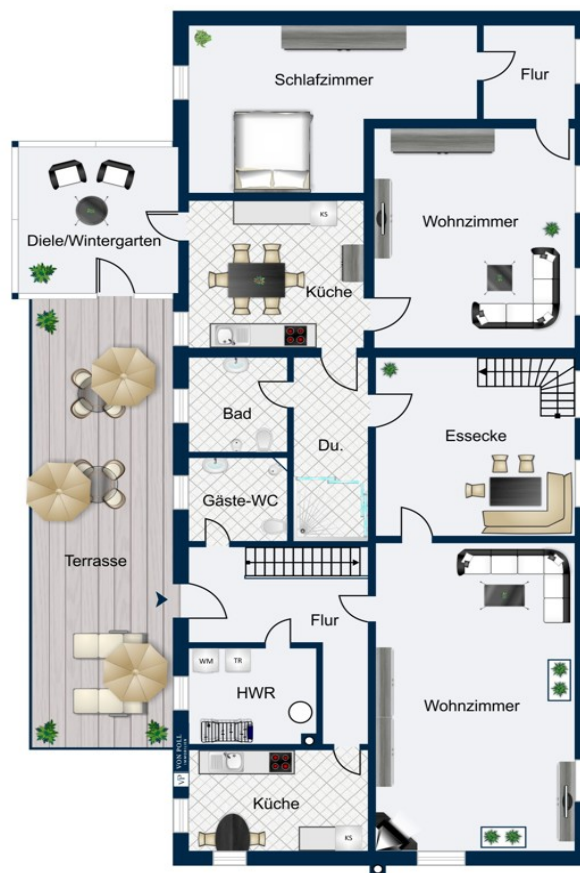 Schlafzimmer
Flur
Wohnzimmer
Diele/Wintergarten
KS
Küche
Bad
Du.
Essecke
Gäste-WC
Terrasse
Flur
WM
TR
HWR
Wohnzimmer
VP VON POLL
IMMOBILIEN
Küche
KS